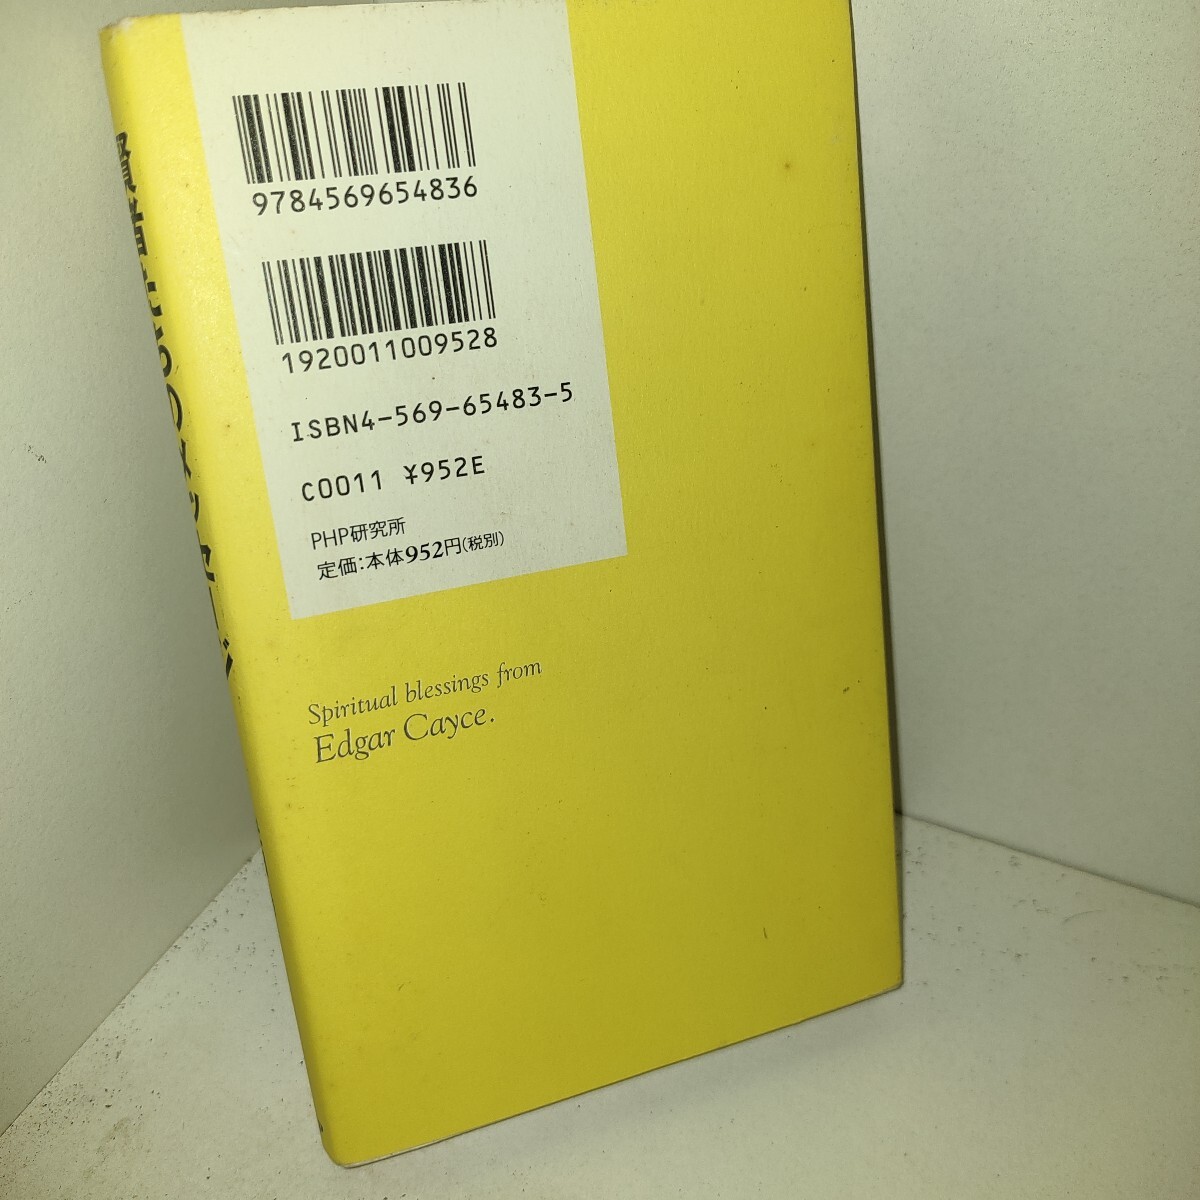 9784569654836
1920011009528
ISBN4-569-65483-5
C0011 ¥952E
PHP研究所
定価:本体952円(税別)
Spiritual blessings from
Edgar Cayce.